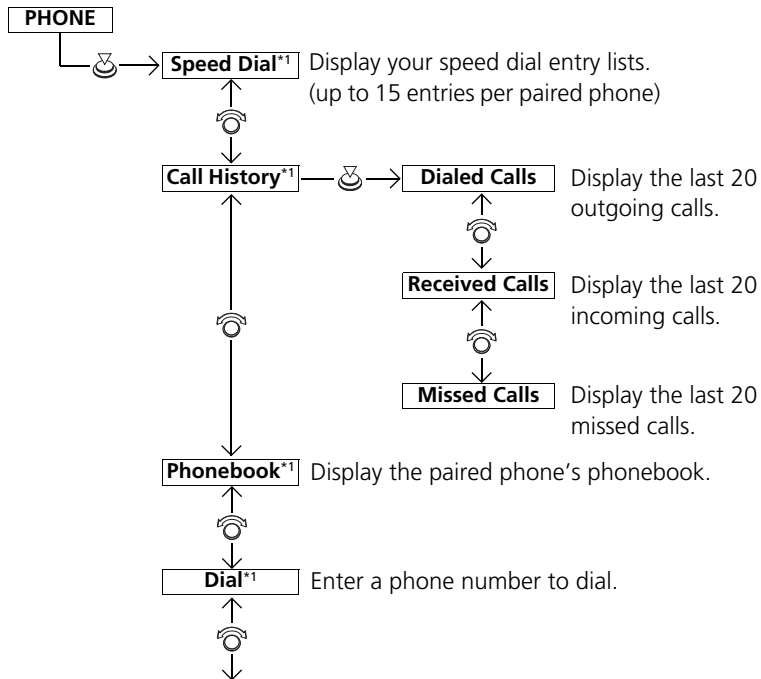 PHONE
Speed Dial*1 Display your speed dial entry lists.
(up to 15 entries per paired phone)
Call History*1 Dialed Calls Display the last 20
outgoing calls.
Received Calls Display the last 20
incoming calls.
Missed Calls Display the last 20
missed calls.
Phonebook*1 Display the paired phone’s phonebook.
Dial*1 Enter a phone number to dial.